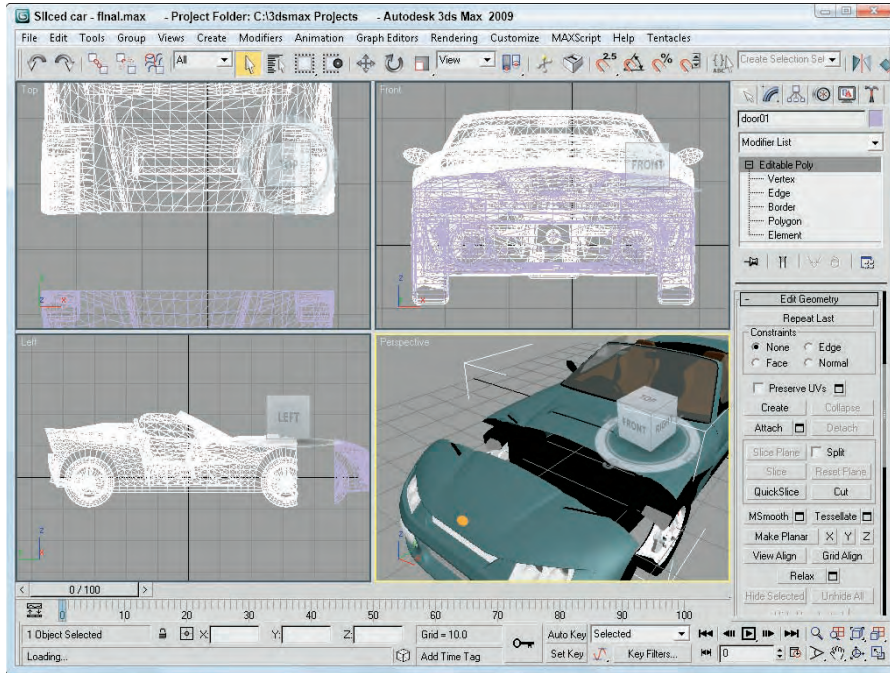 SlIced car - fInal.max - Project Folder: C:\3dsmax Projects - Autodesk 3ds Max 2009
File Edit Tools Group Views Create Modifiers Animation Graph Editors Rendering Customize MAXScript Help Tentacles
All View 2.5 Create Selection Set
Top
TOP
Front
FRONT
door01
Modifier List
Editable Poly
Vertex
Edge
Border
Polygon
Element
Left
LEFT
Perspective
TOP
FRONT
RIGHT
Edit Geometry
Repeat Last
Constraints
None Edge
Face Normal
Preserve UVs
Create Collapse
Attach Detach
Slice Plane Split
Slice Reset Plane
QuickSlice Cut
MSmooth Tessellate
Make Planar X Y Z
View Align Grid Align
Relax
Hide Selected Unhide All
0 / 100
0 10 20 30 40 50 60 70 80 90 100
1 Object Selected X: Y: Z: Grid = 10.0 Auto Key Selected
Loading... Add Time Tag Set Key Key Filters... 0